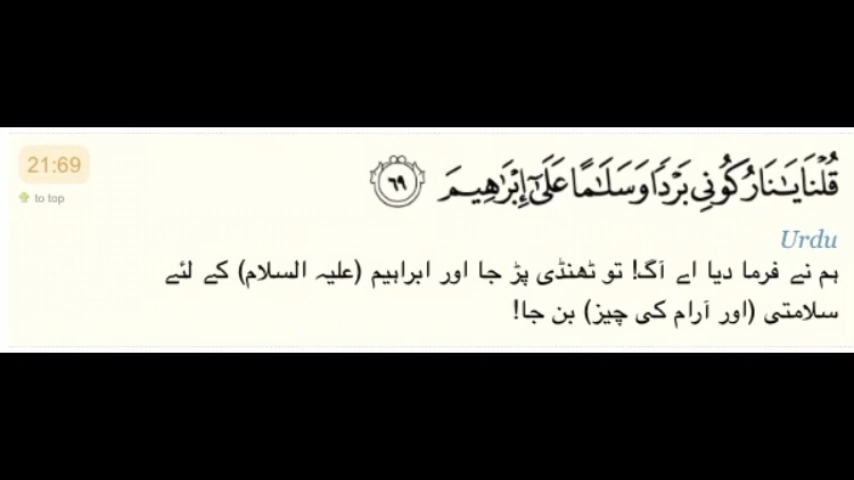 21:69
to top
قُلْنَا يَـٰنَارُ كُونِى بَرْدًا وَسَلَـٰمًا عَلَىٰٓ إِبْرَٰهِيمَ ﴿٦٩﴾
Urdu
ہم نے فرما دیا اے آگ! تو ٹھنڈی پڑ جا اور ابراہیم (علیہ السلام) کے لئے
سلامتی (اور آرام کی چیز) بن جا!